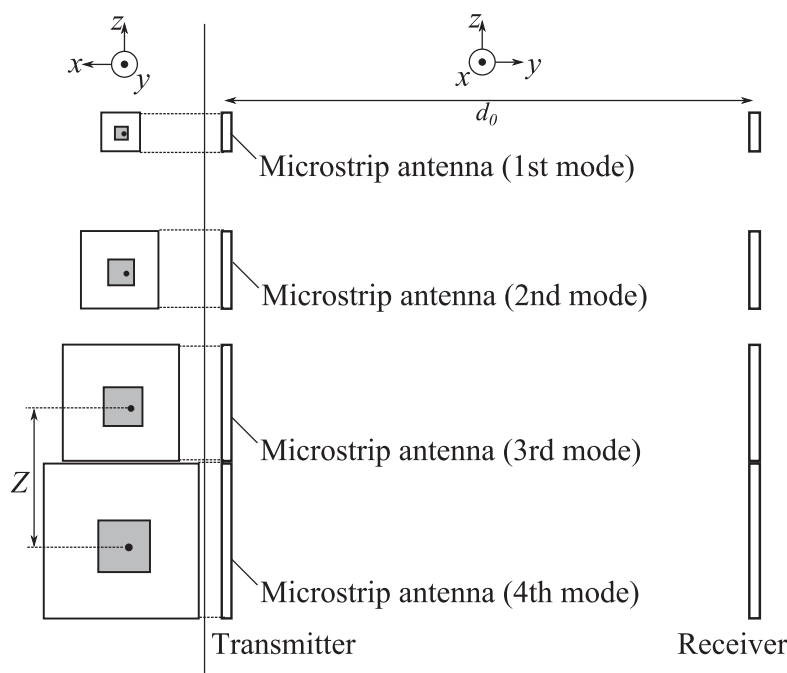 z
x
y
z
x
y
d0
Microstrip antenna (1st mode)
Microstrip antenna (2nd mode)
Microstrip antenna (3rd mode)
Z
Microstrip antenna (4th mode)
Transmitter
Receiver